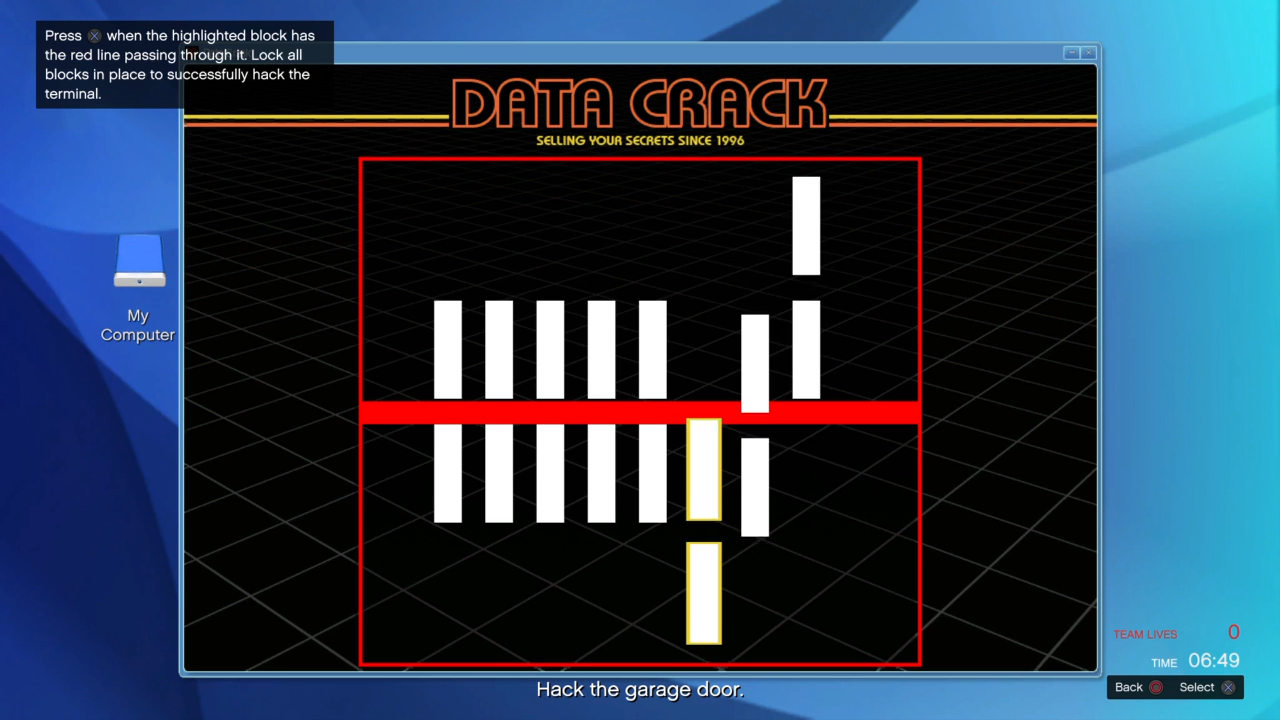 Press ⊗ when the highlighted block has
the red line passing through it. Lock all
blocks in place to successfully hack the
terminal.
DATA CRACK
SELLING YOUR SECRETS SINCE 1996
My
Computer
TEAM LIVES 0
TIME 06:49
Back Select
Hack the garage door.